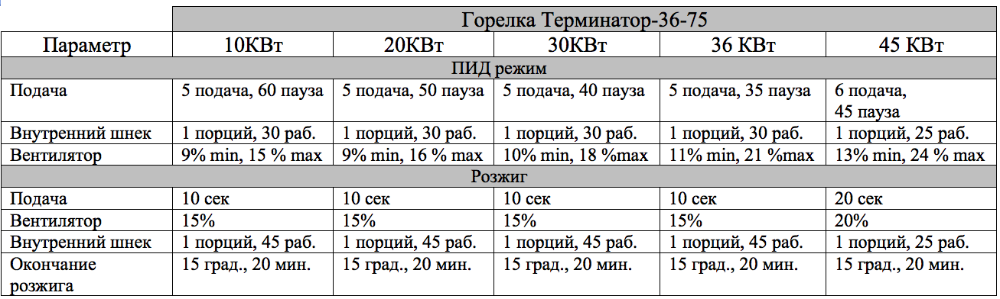 Горелка Терминатор-36-75
Параметр 10КВт 20КВт 30КВт 36 КВт 45 КВт
ПИД режим
Подача 5 подача, 60 пауза 5 подача, 50 пауза 5 подача, 40 пауза 5 подача, 35 пауза 6 подача,
45 пауза
Внутренний шнек 1 порций, 30 раб. 1 порций, 30 раб. 1 порций, 30 раб. 1 порций, 30 раб. 1 порций, 25 раб.
Вентилятор 9% min, 15 % max 9% min, 16 % max 10% min, 18 %max 11% min, 21 %max 13% min, 24 % max
Розжиг
Подача 10 сек 10 сек 10 сек 10 сек 20 сек
Вентилятор 15% 15% 15% 15% 20%
Внутренний шнек 1 порций, 45 раб. 1 порций, 45 раб. 1 порций, 45 раб. 1 порций, 45 раб. 1 порций, 25 раб.
Окончание 15 град., 20 мин. 15 град., 20 мин. 15 град., 20 мин. 15 град., 20 мин. 15 град., 20 мин.
розжига